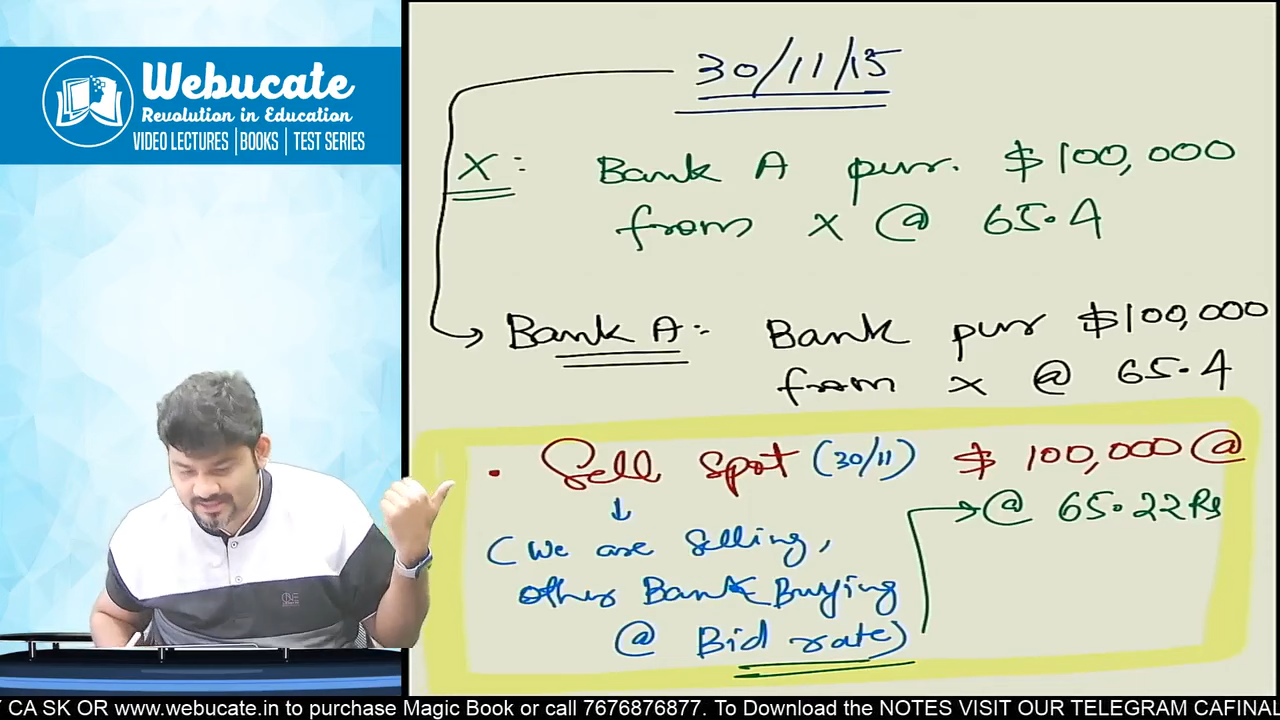 Webucate
Revolution in Education
VIDEO LECTURES | BOOKS | TEST SERIES
30/11/15
X: Bank A pur. $100,000
from X @ 65.4
Bank A:- Bank pur $100,000
from X @ 65.4
• Sell Spot (30/11) $ 100,000 @
@ 65.22 Rs
(We are Selling,
other Bank Buying
@ Bid rate)
Y CA SK OR www.webucate.in to purchase Magic Book or call 7676876877. To Download the NOTES VISIT OUR TELEGRAM CAFINAL